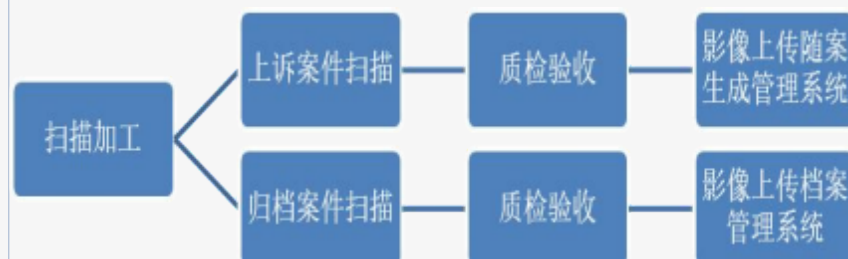 扫描加工
上诉案件扫描
质检验收
影像上传随案
生成管理系统
归档案件扫描
质检验收
影像上传档案
管理系统